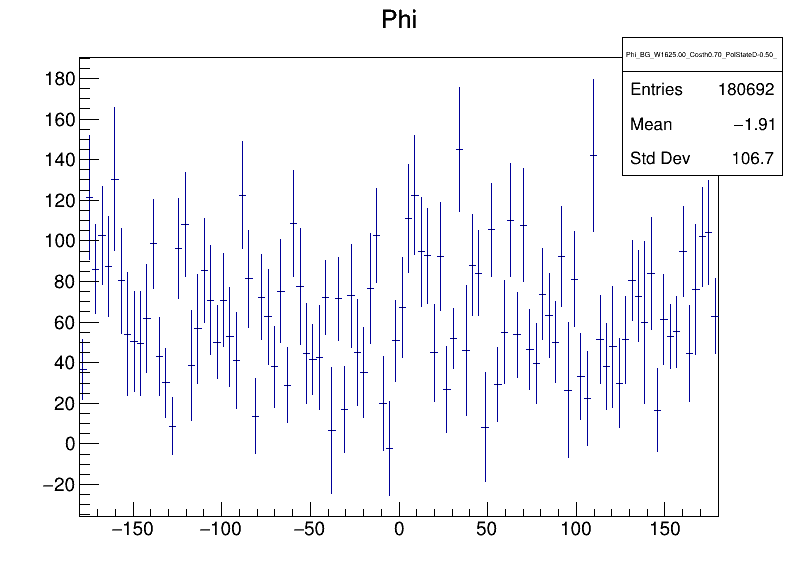 Phi
Phi_BG_W1625.00_Costh0.70_PolStateD-0.50_
Entries 180692
Mean −1.91
Std Dev 106.7
180
160
140
120
100
80
60
40
20
0
−20
−150 −100 −50 0 50 100 150